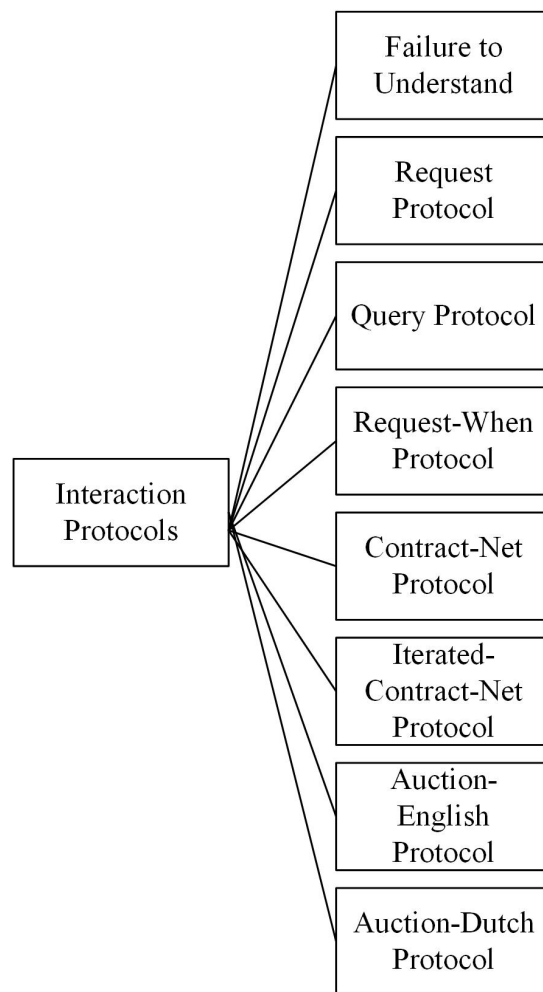 Failure to
Understand
Request
Protocol
Query Protocol
Request-When
Protocol
Interaction
Protocols
Contract-Net
Protocol
Iterated-
Contract-Net
Protocol
Auction-
English
Protocol
Auction-Dutch
Protocol